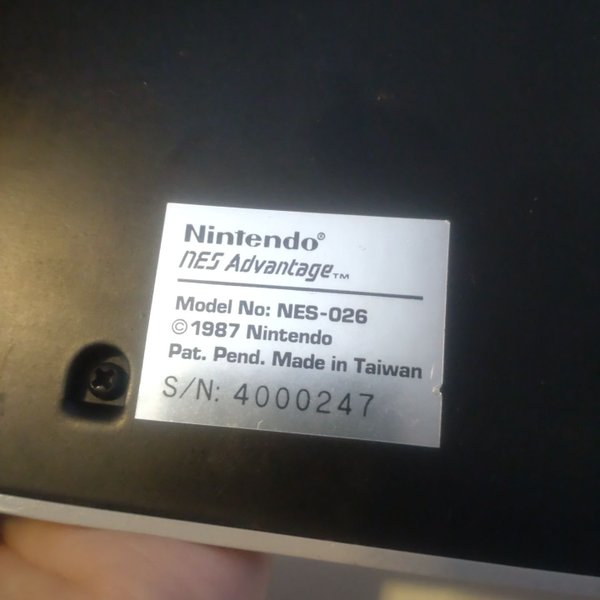 Nintendo®
NES Advantage™
Model No: NES-026
©1987 Nintendo
Pat. Pend. Made in Taiwan
S/N: 4000247